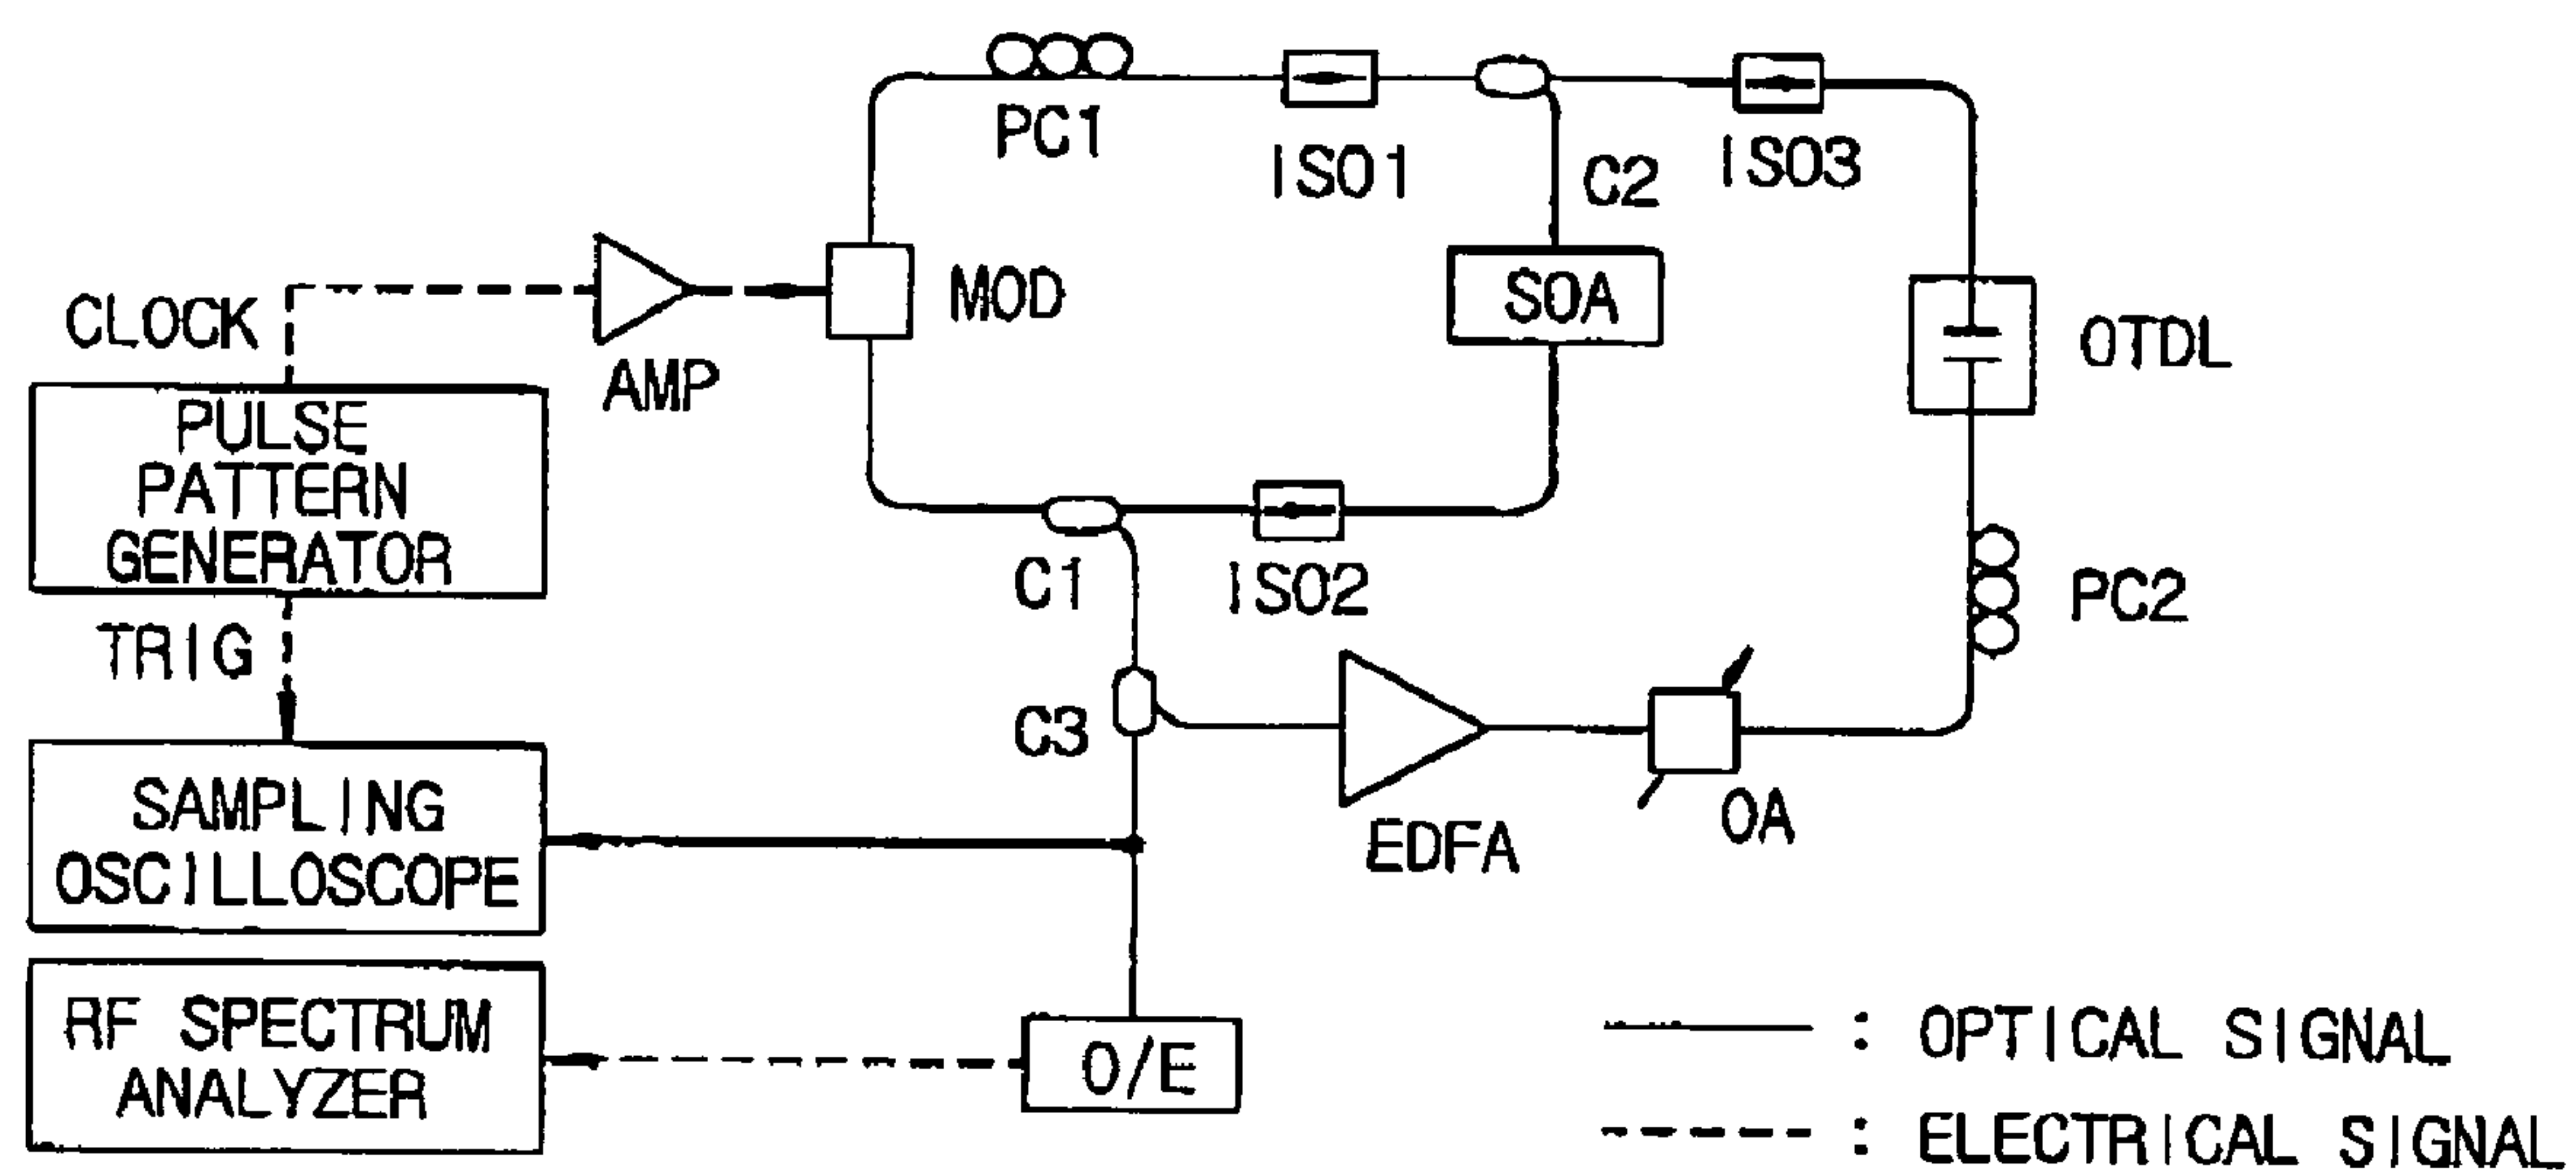 PC1
ISO1
C2
ISO3
CLOCK
AMP
MOD
SOA
OTDL
PULSE
PATTERN
GENERATOR
C1
ISO2
PC2
TRIG
C3
EDFA
OA
SAMPLING
OSCILLOSCOPE
RF SPECTRUM
ANALYZER
O/E
: OPTICAL SIGNAL
: ELECTRICAL SIGNAL